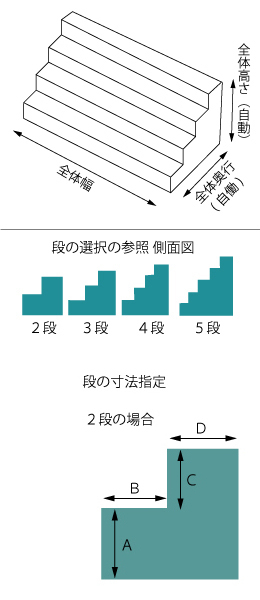 全体高さ（自動）
全体奥行
（自働）
全体幅
段の選択の参照 側面図
2段 3段 4段 5段
段の寸法指定
2段の場合
D
B
C
A